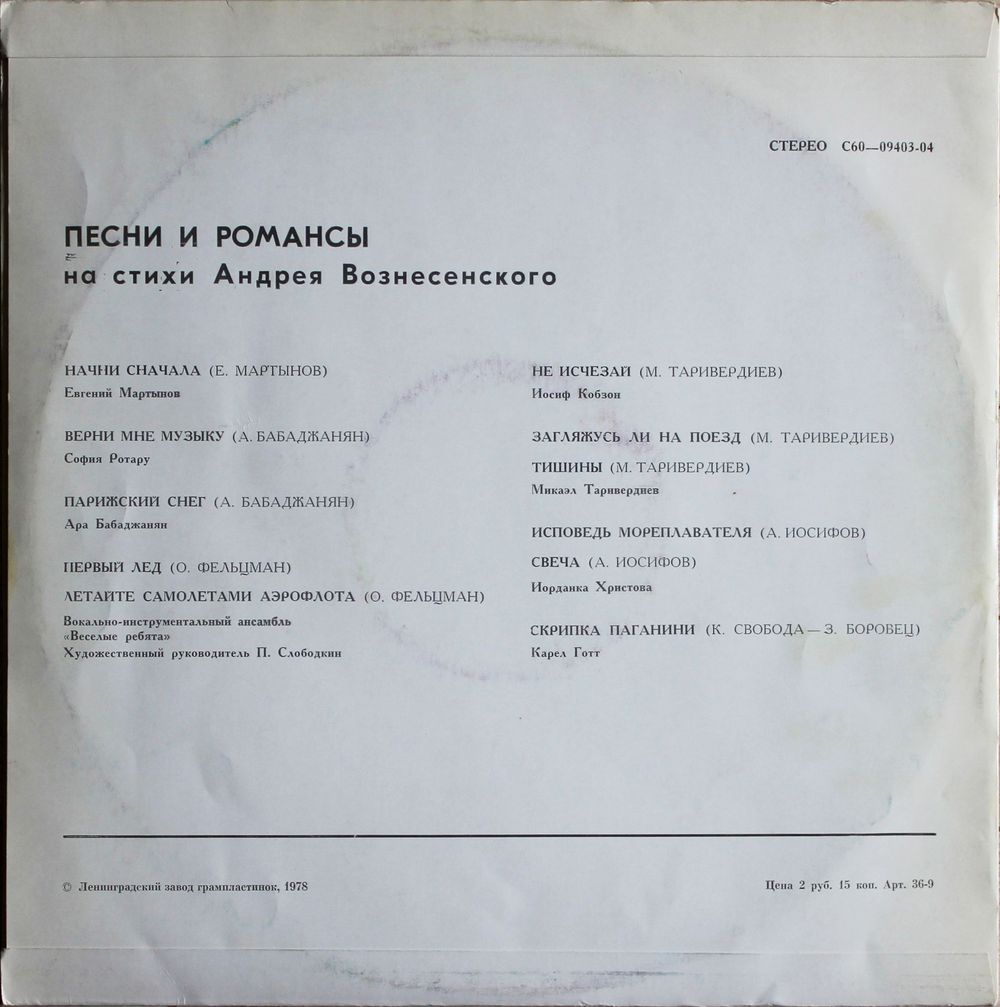 СТЕРЕО С60—09403-04
ПЕСНИ И РОМАНСЫ
на стихи Андрея Вознесенского
НАЧНИ СНАЧАЛА (Е. МАРТЫНОВ)
Евгений Мартынов
ВЕРНИ МНЕ МУЗЫКУ (А. БАБАДЖАНЯН)
София Ротару
ПАРИЖСКИЙ СНЕГ (А. БАБАДЖАНЯН)
Ара Бабаджанян
ПЕРВЫЙ ЛЕД (О. ФЕЛЬЦМАН)
ЛЕТАЙТЕ САМОЛЕТАМИ АЭРОФЛОТА (О. ФЕЛЬЦМАН)
Вокально-инструментальный ансамбль
«Веселые ребята»
Художественный руководитель П. Слободкин
НЕ ИСЧЕЗАЙ (М. ТАРИВЕРДИЕВ)
Иосиф Кобзон
ЗАГЛЯЖУСЬ ЛИ НА ПОЕЗД (М. ТАРИВЕРДИЕВ)
ТИШИНЫ (М. ТАРИВЕРДИЕВ)
Микаэл Таривердиев
ИСПОВЕДЬ МОРЕПЛАВАТЕЛЯ (А. ИОСИФОВ)
СВЕЧА (А. ИОСИФОВ)
Йорданка Христова
СКРИПКА ПАГАНИНИ (К. СВОБОДА — З. БОРОВЕЦ)
Карел Готт
© Ленинградский завод грампластинок, 1978
Цена 2 руб. 15 коп. Арт. 36-9